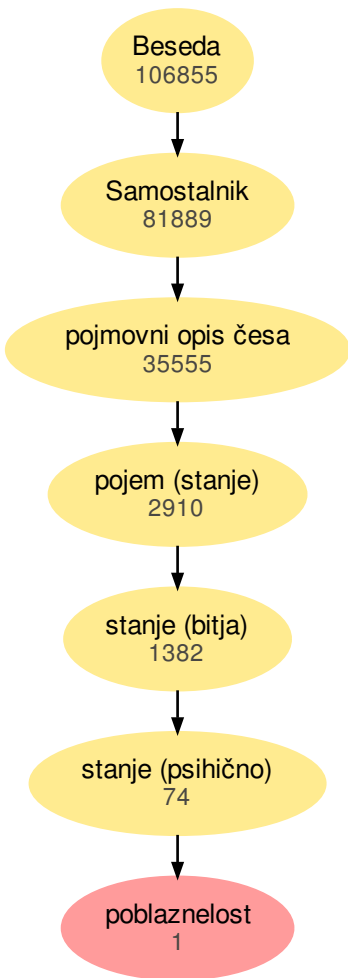 Beseda
106855
Samostalnik
81889
pojmovni opis česa
35555
pojem (stanje)
2910
stanje (bitja)
1382
stanje (psihično)
74
poblaznelost
1